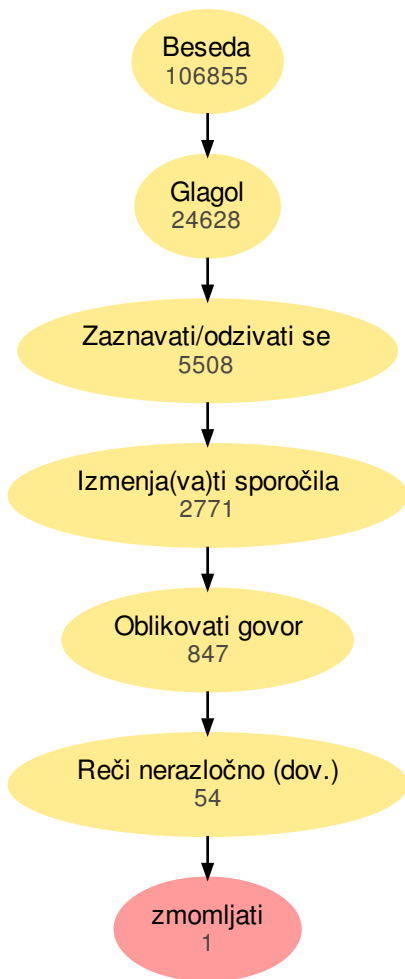 Beseda
106855
Glagol
24628
Zaznavati/odzivati se
5508
Izmenja(va)ti sporočila
2771
Oblikovati govor
847
Reči nerazločno (dov.)
54
zmomljati
1